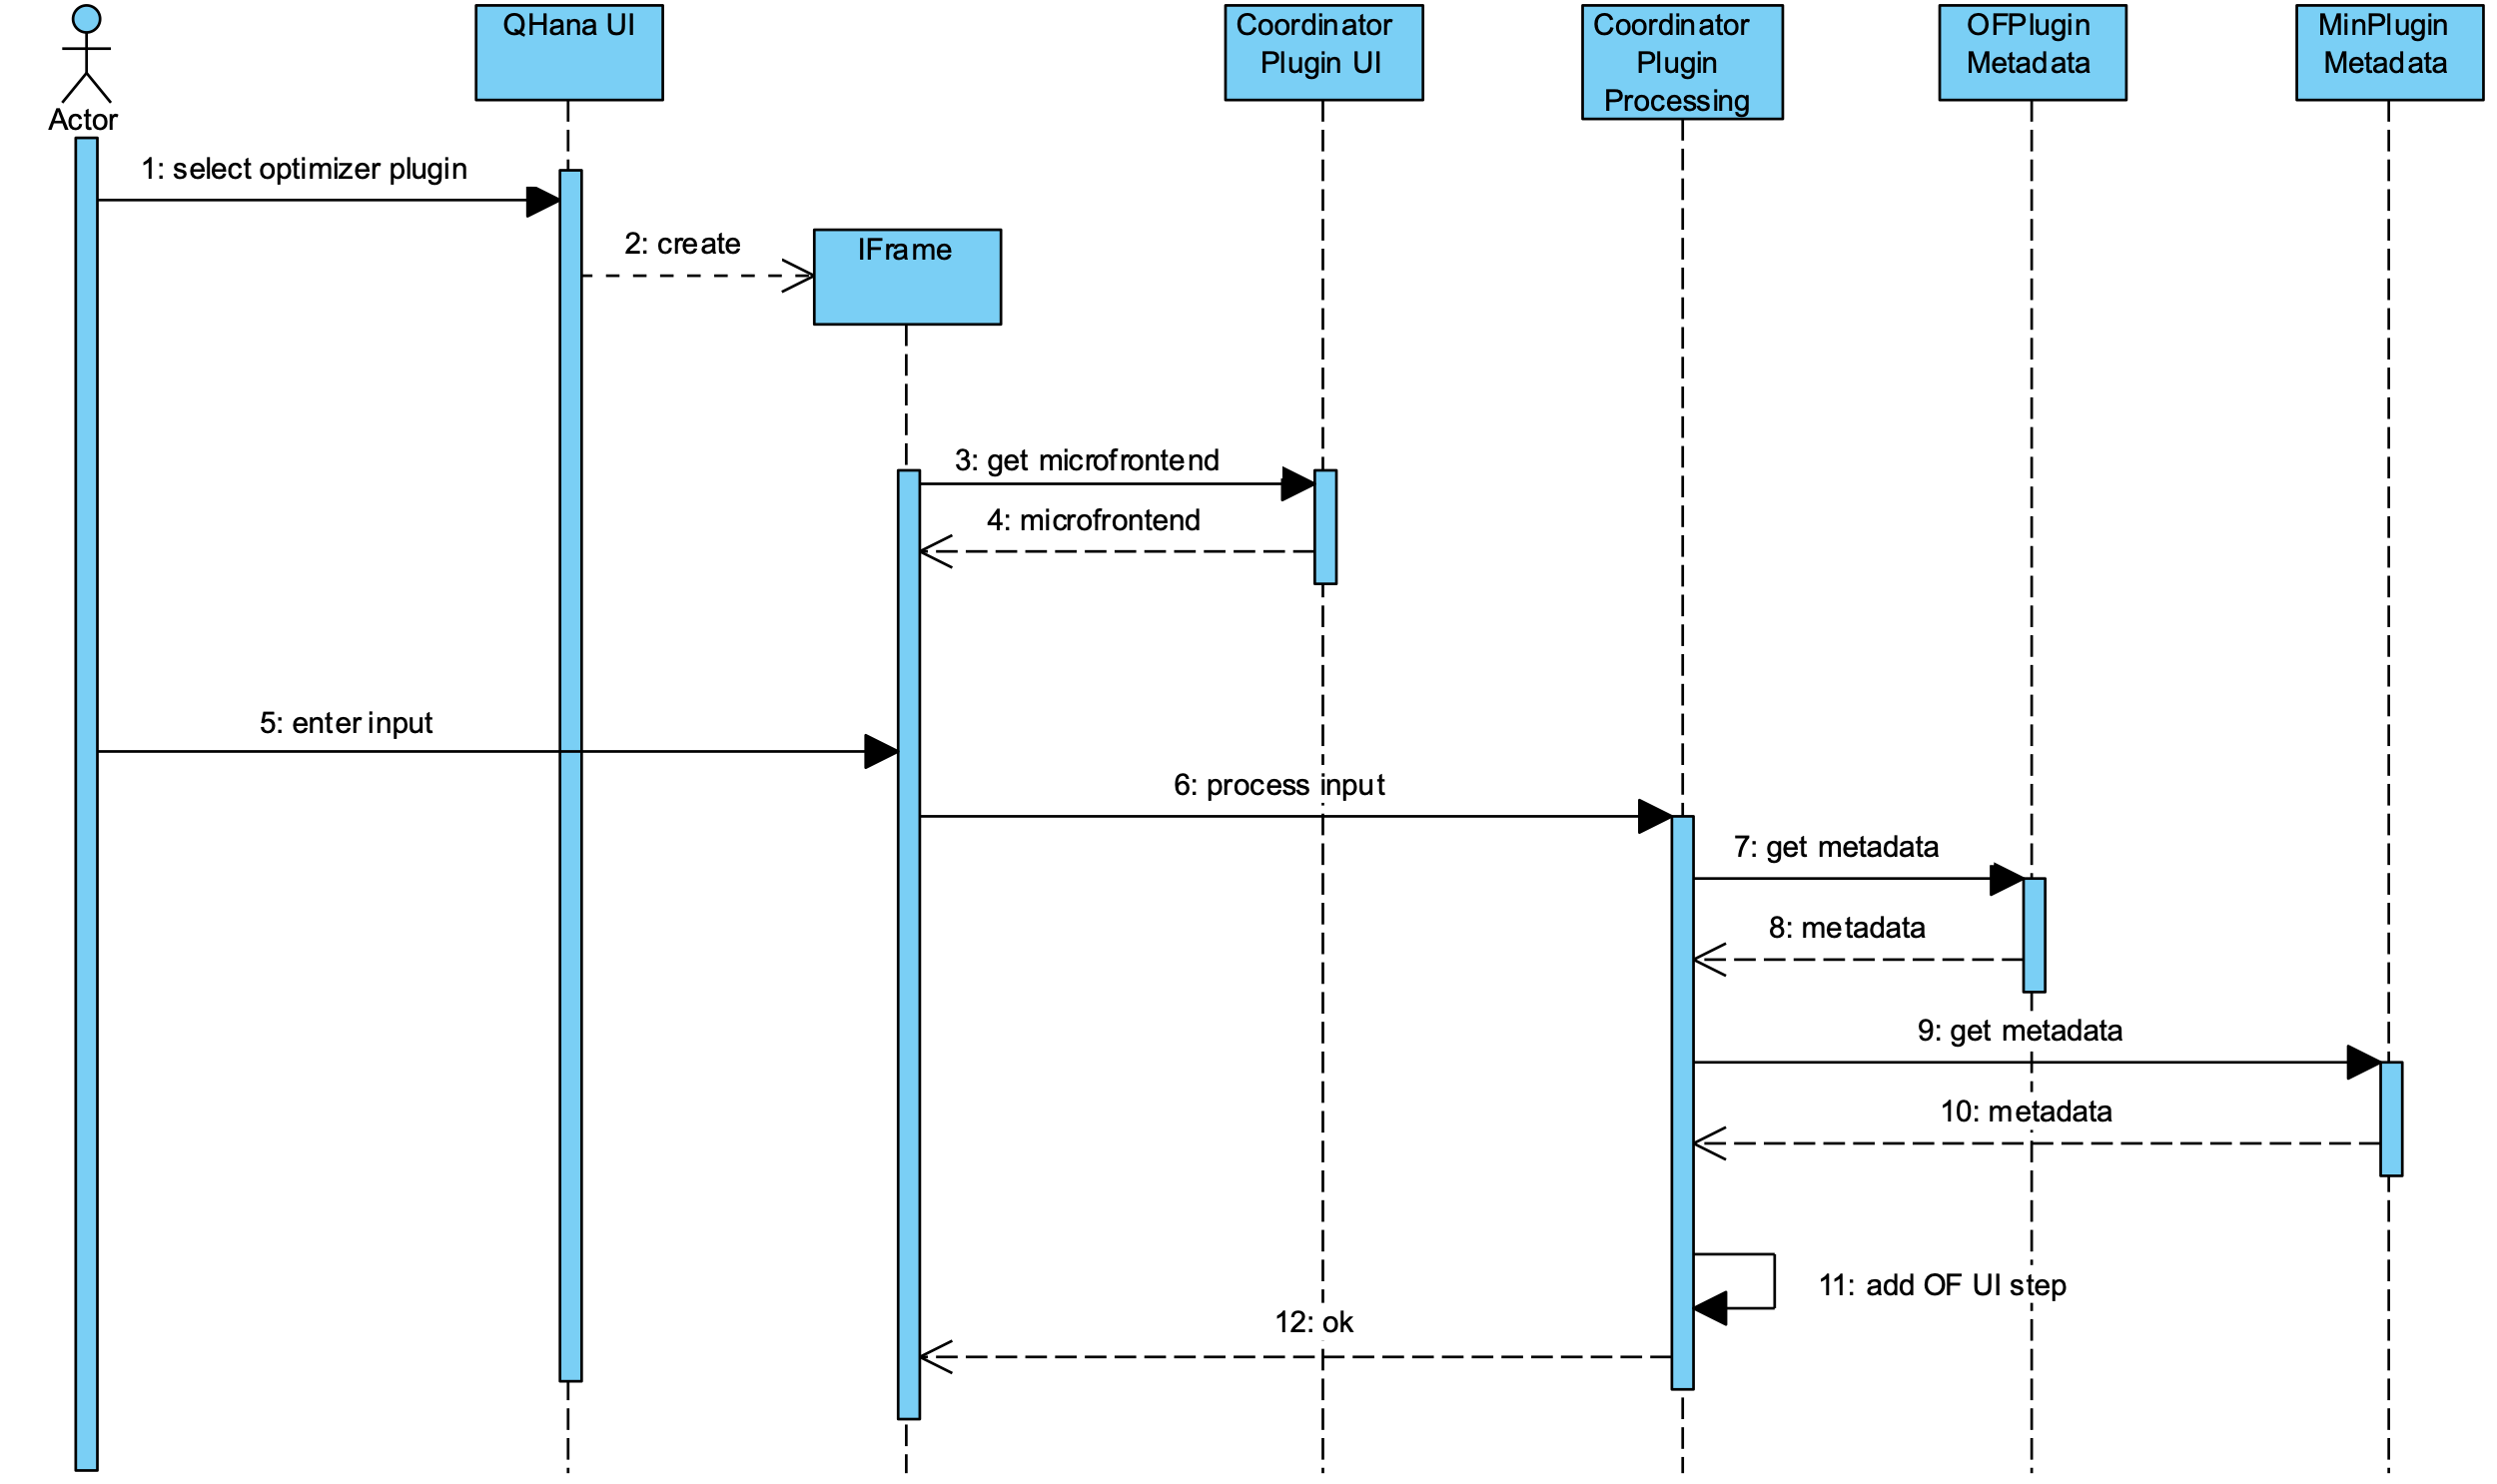 Actor
QHana UI
Coordinator
Plugin UI
Coordinator
Plugin
Processing
OFPlugin
Metadata
MinPlugin
Metadata
1: select optimizer plugin
2: create
IFrame
3: get microfrontend
4: microfrontend
5: enter input
6: process input
7: get metadata
8: metadata
9: get metadata
10: metadata
11: add OF UI step
12: ok